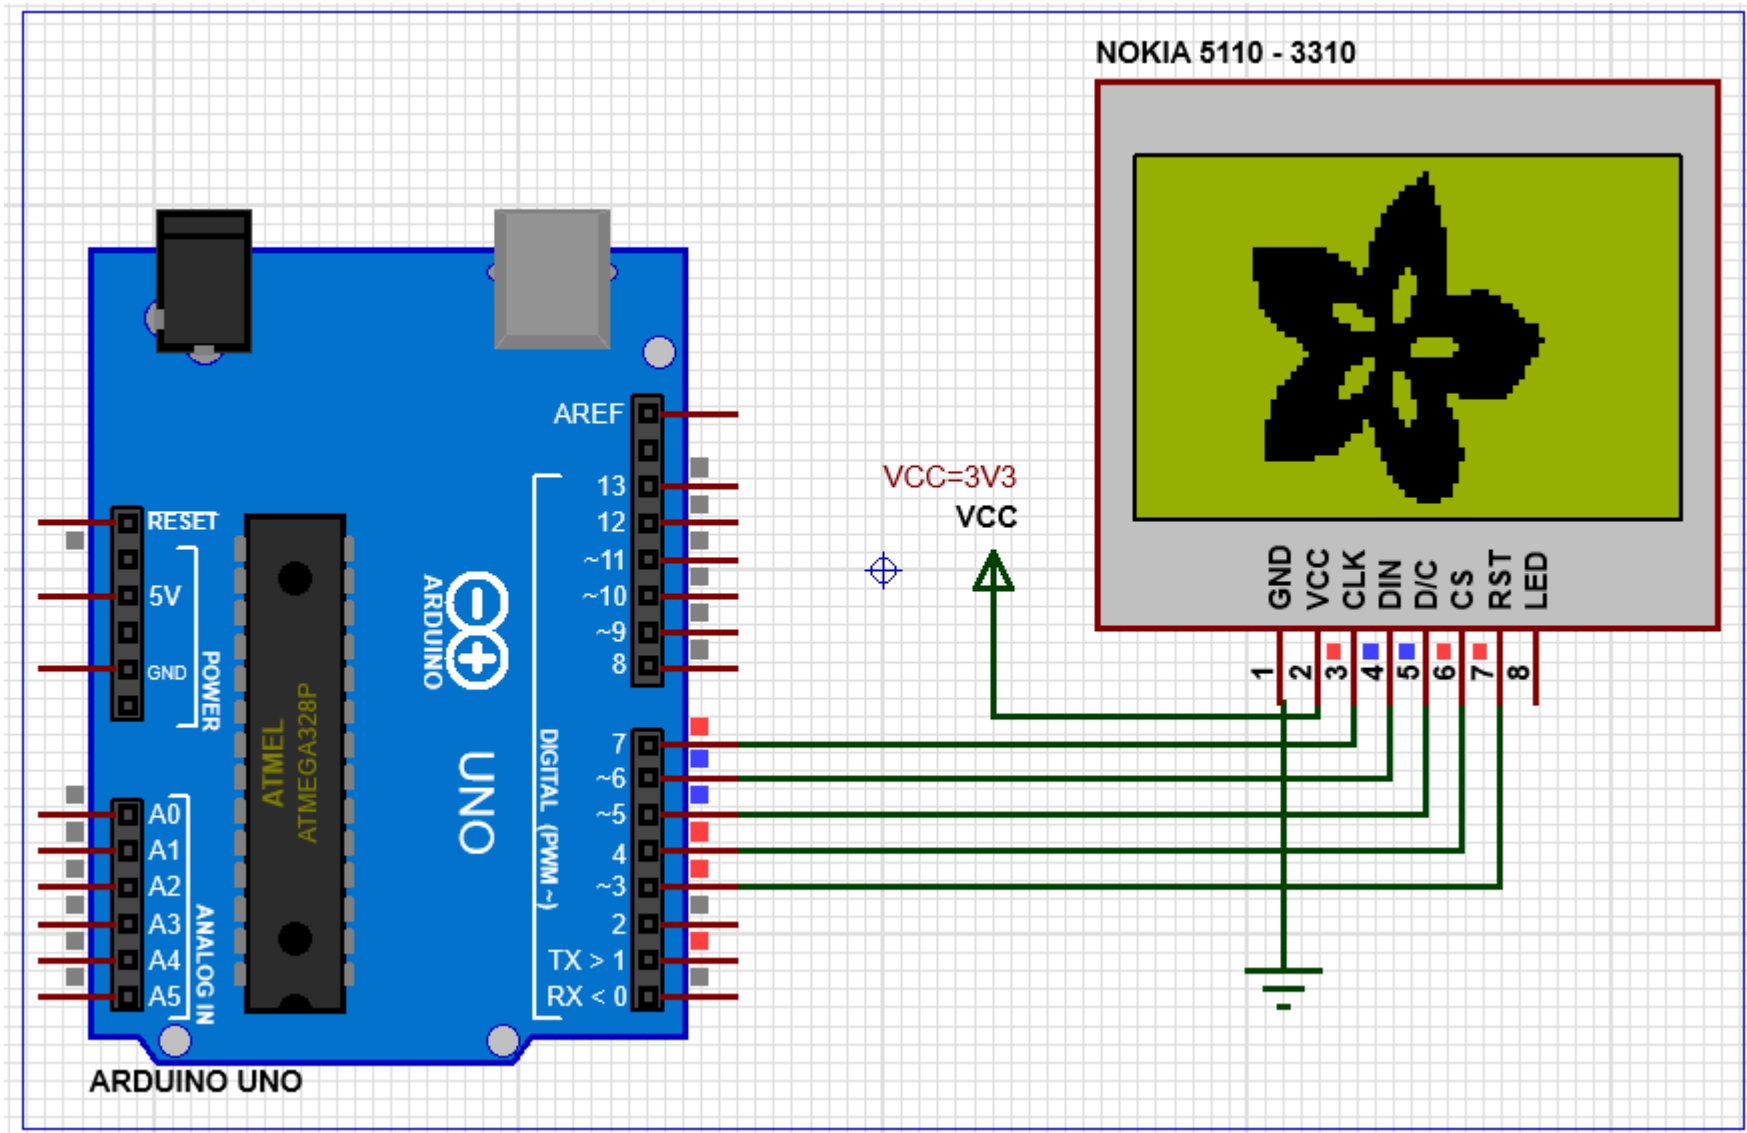 NOKIA 5110 - 3310
GND
VCC
CLK
DIN
D/C
CS
RST
LED
1
2
3
4
5
6
7
8
VCC=3V3
VCC
AREF
13
12
~11
~10
~9
8
7
~6
~5
4
~3
2
TX > 1
RX < 0
DIGITAL (PWM ~)
RESET
5V
GND
POWER
A0
A1
A2
A3
A4
A5
ANALOG IN
ATMEL
ATMEGA328P
ARDUINO
UNO
ARDUINO UNO